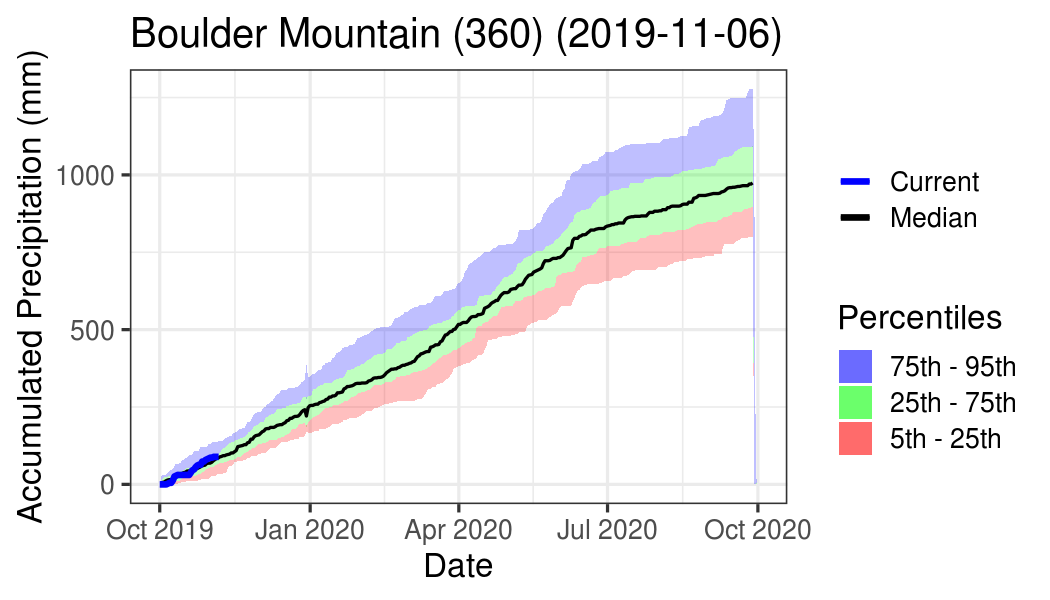 Boulder Mountain (360) (2019-11-06)
Accumulated Precipitation (mm)
1000
500
0
Oct 2019
Jan 2020
Apr 2020
Jul 2020
Oct 2020
Date
Current
Median
Percentiles
75th - 95th
25th - 75th
5th - 25th